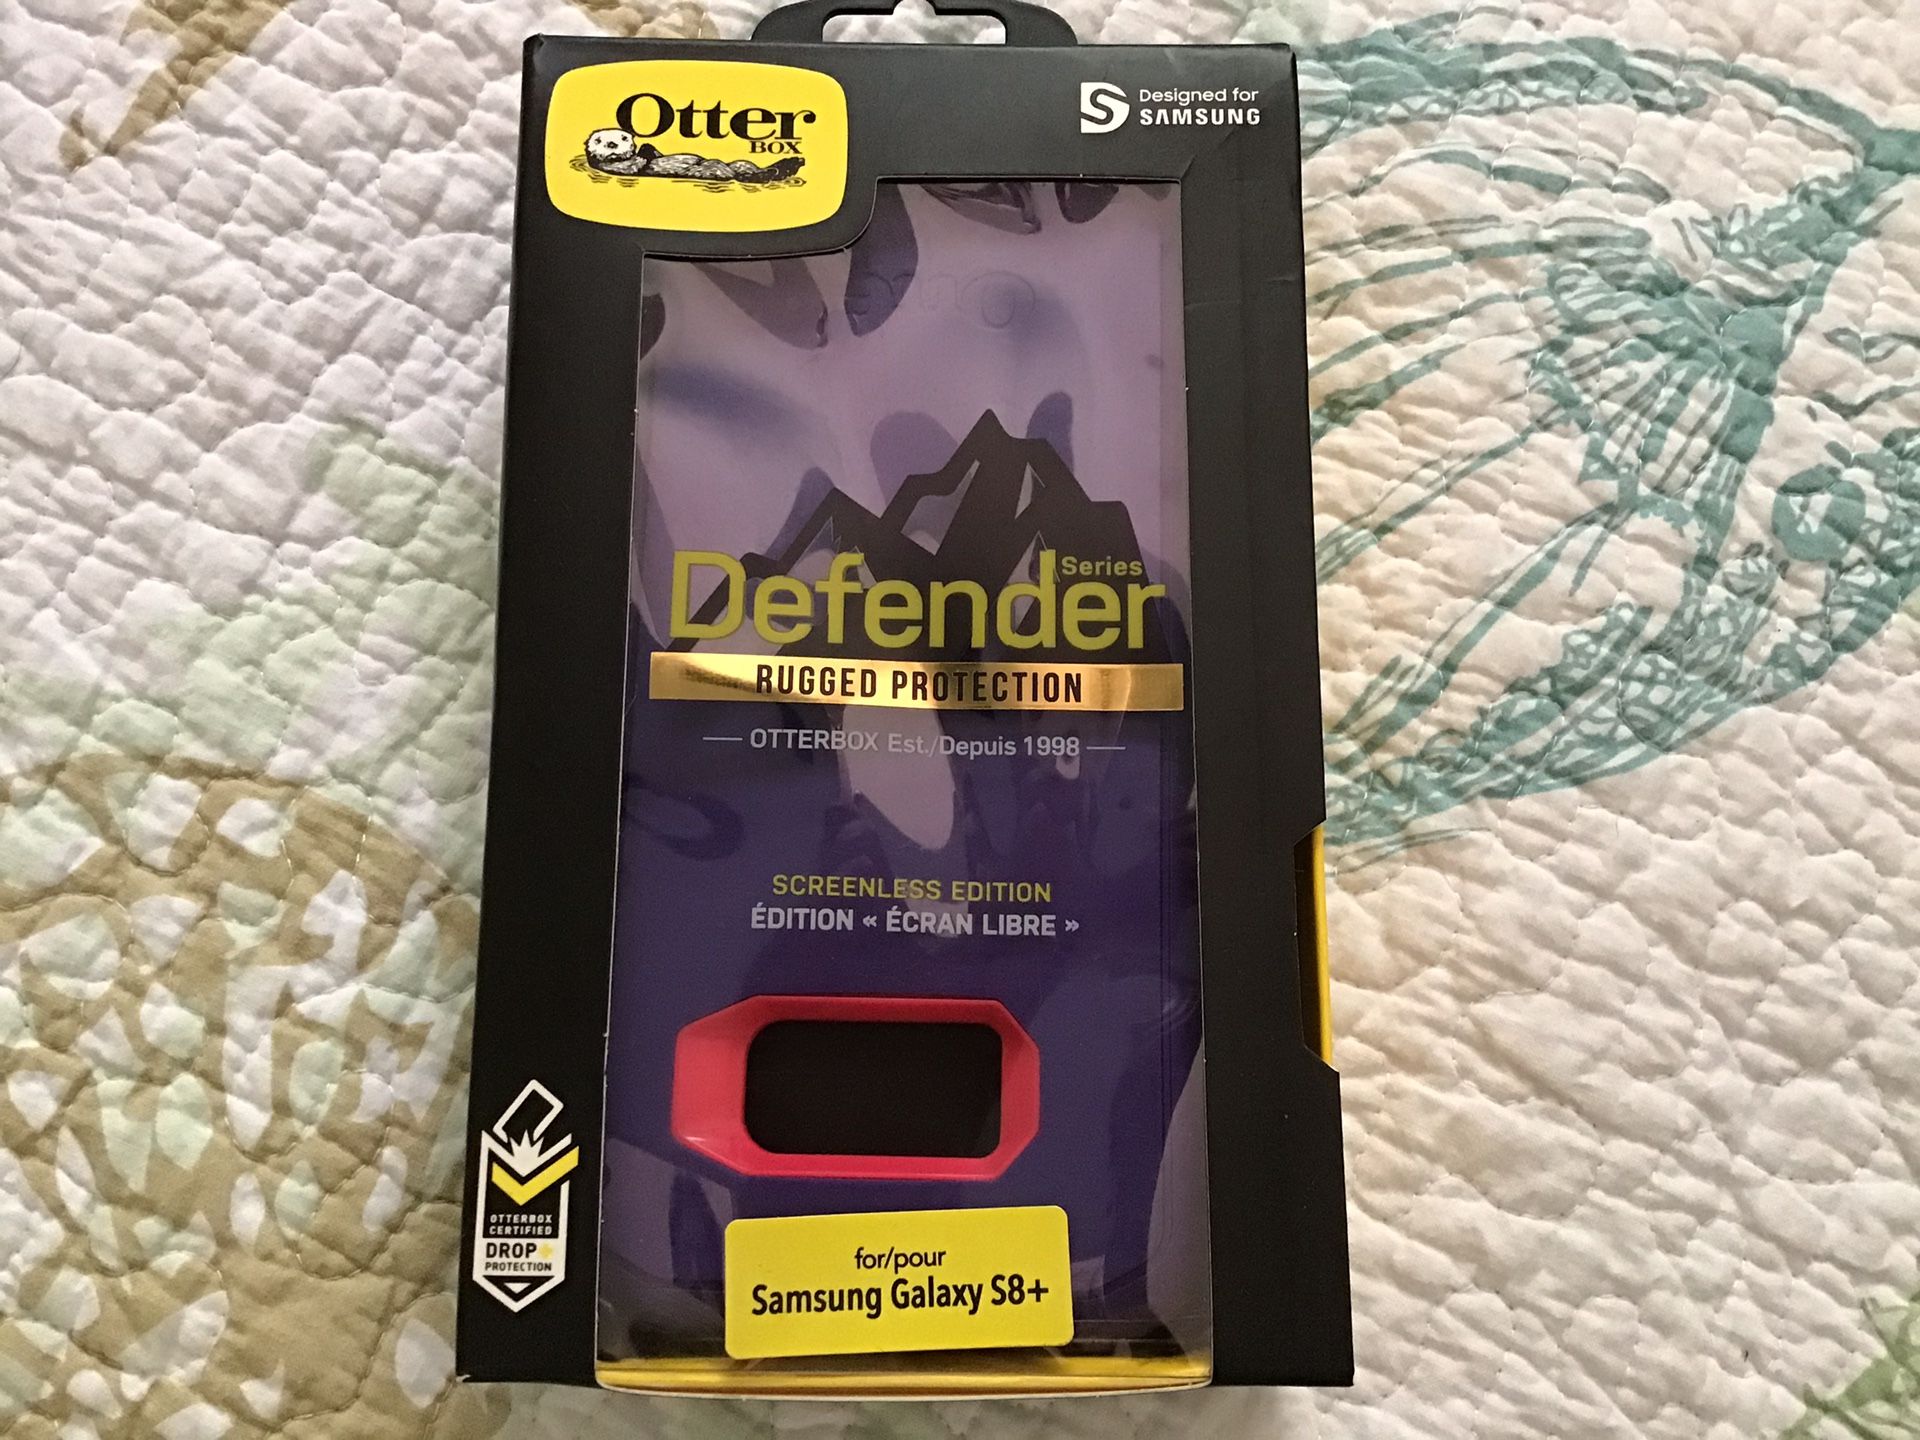 Otter
BOX
Designed for
SAMSUNG
Defender Series
RUGGED PROTECTION
OTTERBOX Est./Depuis 1998
SCREENLESS EDITION
ÉDITION « ÉCRAN LIBRE »
OTTERBOX
CERTIFIED
DROP+
PROTECTION
for/pour
Samsung Galaxy S8+